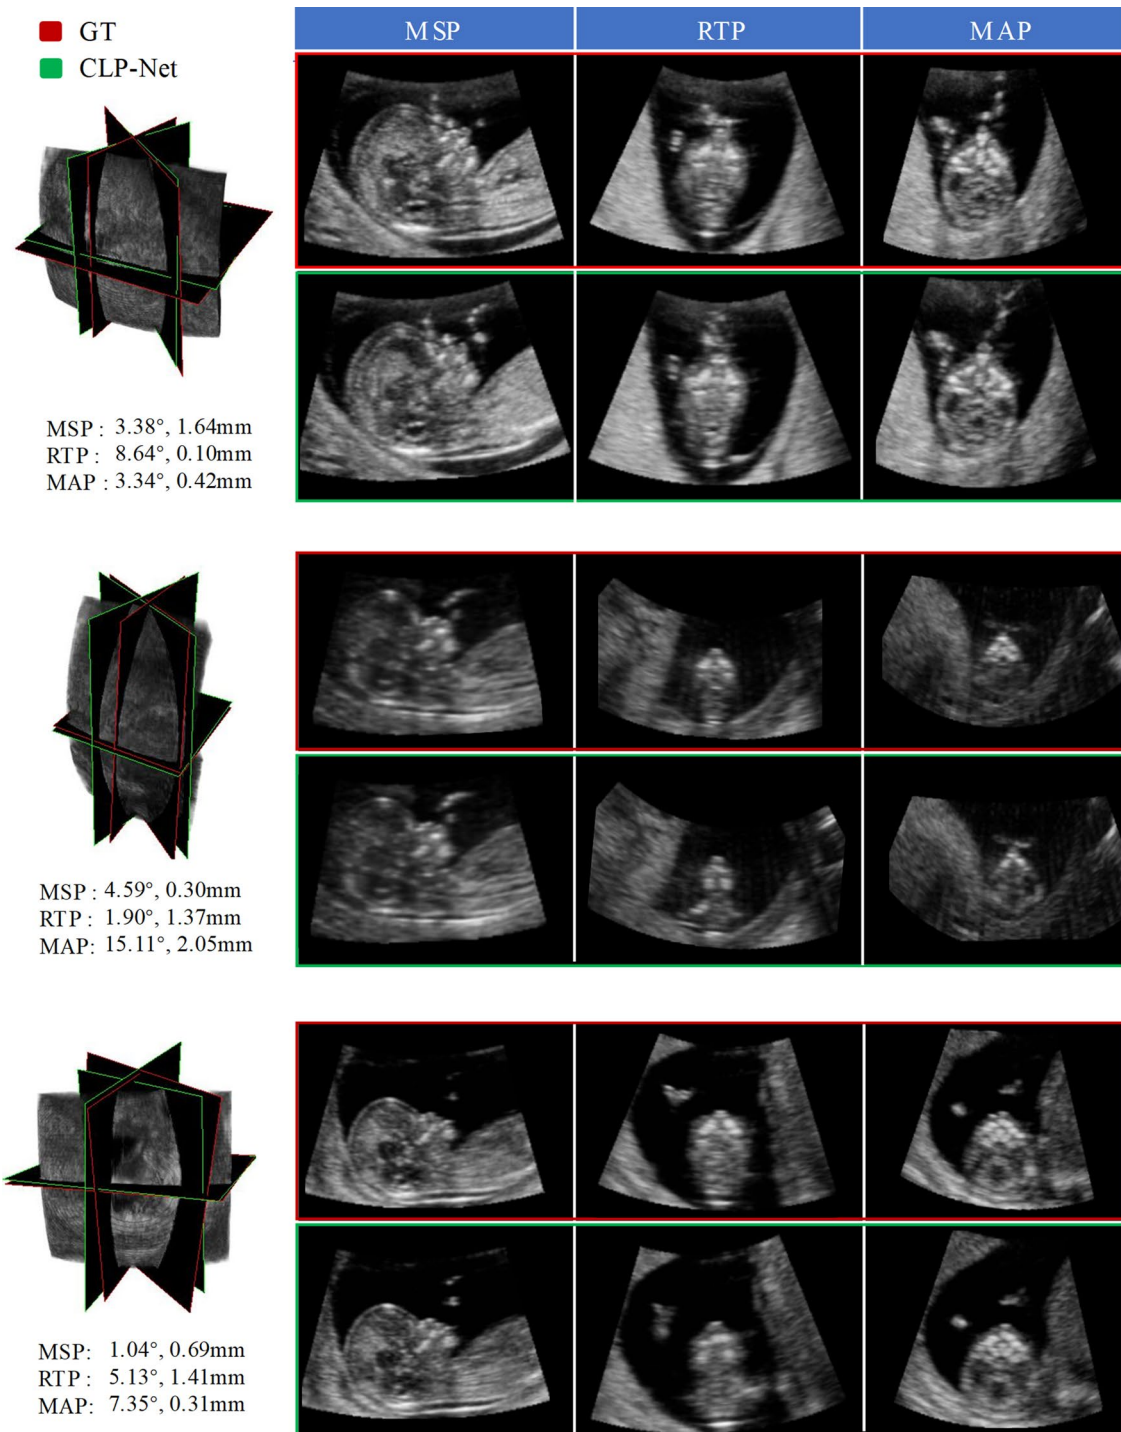 GT
CLP-Net
MSP RTP MAP
MSP : 3.38°, 1.64mm
RTP : 8.64°, 0.10mm
MAP : 3.34°, 0.42mm
MSP : 4.59°, 0.30mm
RTP : 1.90°, 1.37mm
MAP: 15.11°, 2.05mm
MSP: 1.04°, 0.69mm
RTP: 5.13°, 1.41mm
MAP: 7.35°, 0.31mm